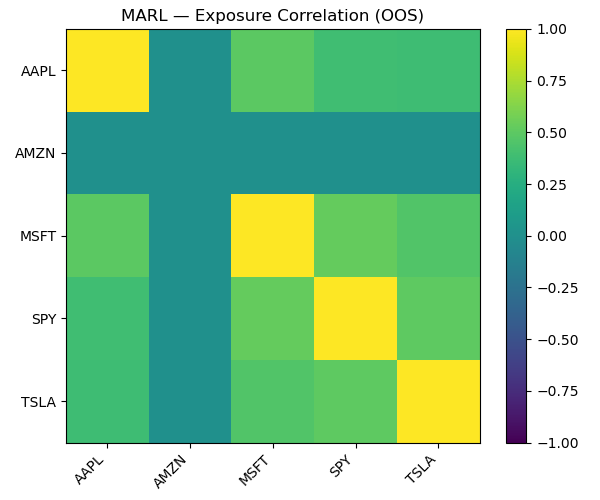 MARL — Exposure Correlation (OOS)
AAPL
AMZN
MSFT
SPY
TSLA
AAPL
AMZN
MSFT
SPY
TSLA
1.00
0.75
0.50
0.25
0.00
−0.25
−0.50
−0.75
−1.00